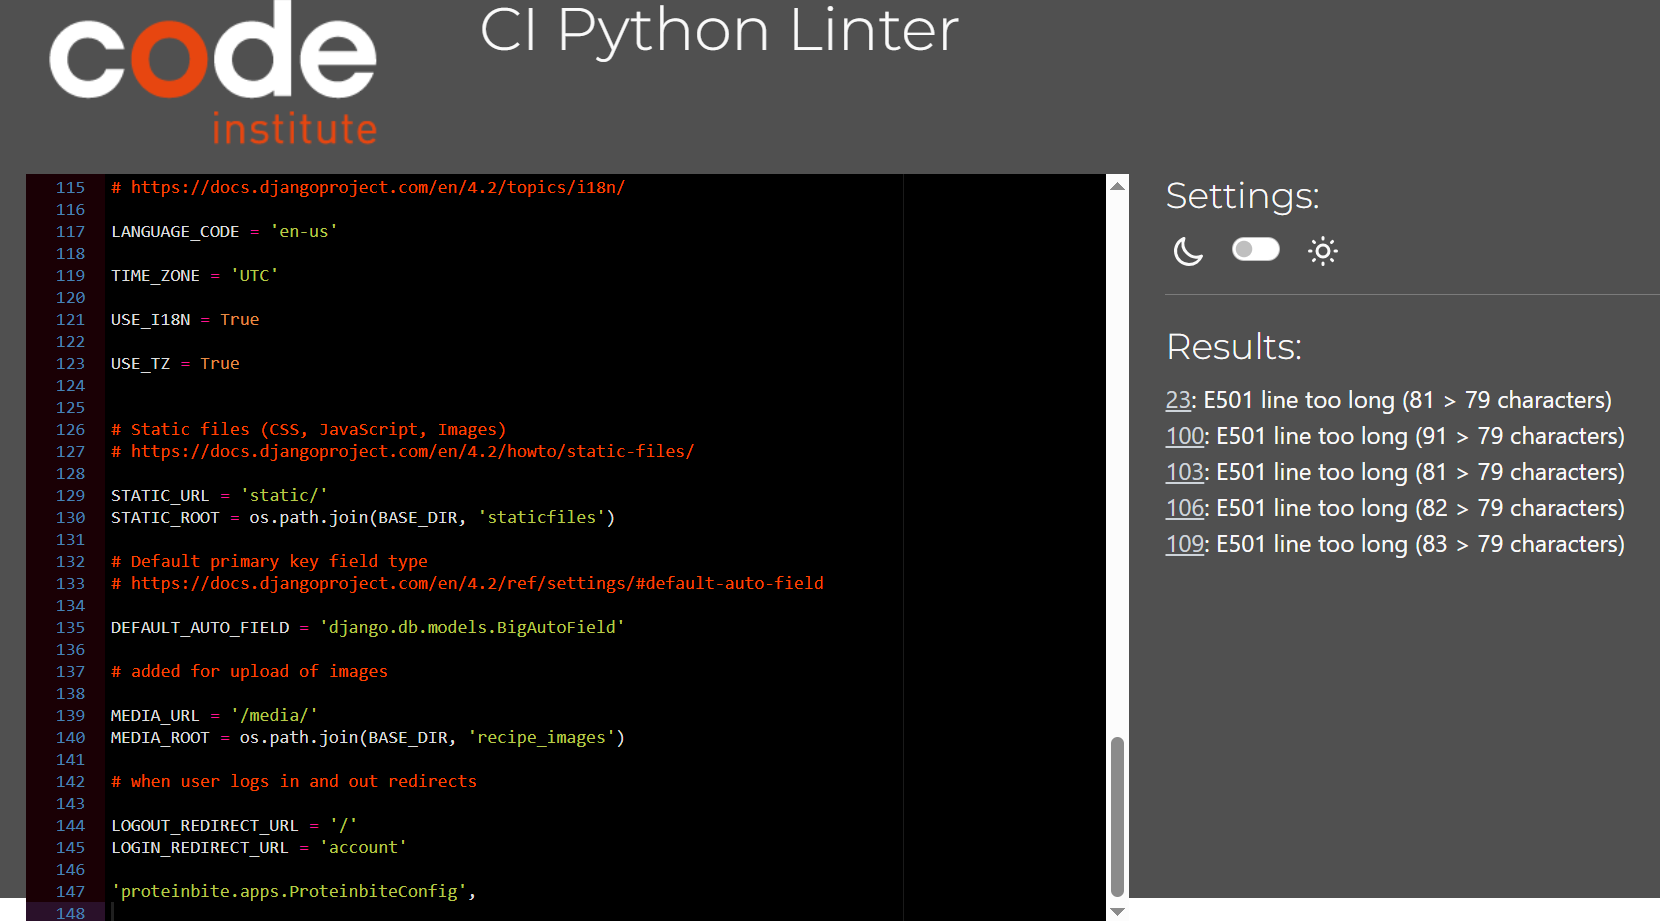 code
institute
CI Python Linter
115 # https://docs.djangoproject.com/en/4.2/topics/i18n/
116
117 LANGUAGE_CODE = 'en-us'
118
119 TIME_ZONE = 'UTC'
120
121 USE_I18N = True
122
123 USE_TZ = True
124
125
126 # Static files (CSS, JavaScript, Images)
127 # https://docs.djangoproject.com/en/4.2/howto/static-files/
128
129 STATIC_URL = 'static/'
130 STATIC_ROOT = os.path.join(BASE_DIR, 'staticfiles')
131
132 # Default primary key field type
133 # https://docs.djangoproject.com/en/4.2/ref/settings/#default-auto-field
134
135 DEFAULT_AUTO_FIELD = 'django.db.models.BigAutoField'
136
137 # added for upload of images
138
139 MEDIA_URL = '/media/'
140 MEDIA_ROOT = os.path.join(BASE_DIR, 'recipe_images')
141
142 # when user logs in and out redirects
143
144 LOGOUT_REDIRECT_URL = '/'
145 LOGIN_REDIRECT_URL = 'account'
146
147 'proteinbite.apps.ProteinbiteConfig',
148
Settings:
Results:
23: E501 line too long (81 > 79 characters)
100: E501 line too long (91 > 79 characters)
103: E501 line too long (81 > 79 characters)
106: E501 line too long (82 > 79 characters)
109: E501 line too long (83 > 79 characters)